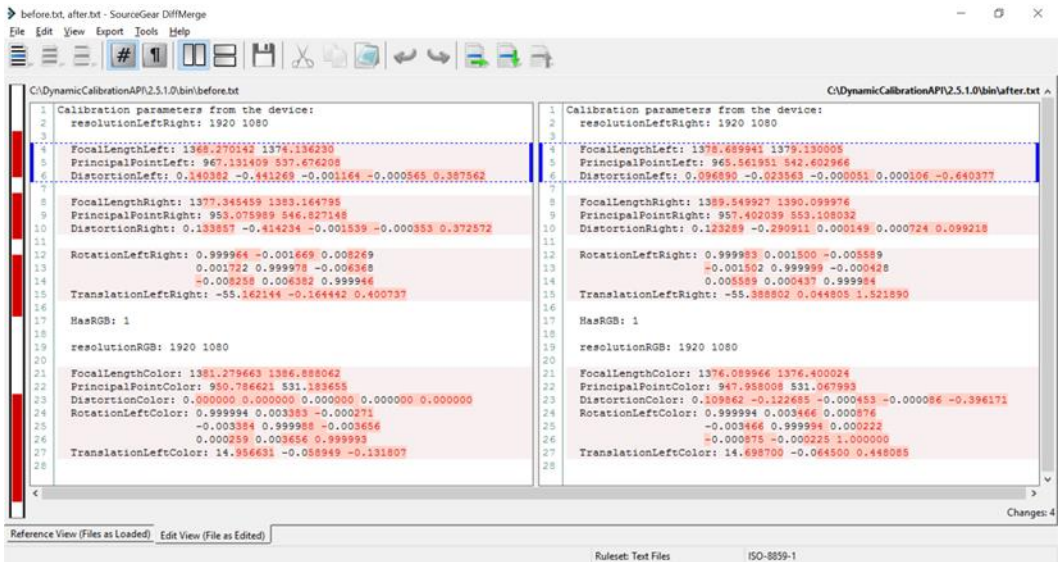 before.txt, after.txt - SourceGear DiffMerge
File Edit View Export Tools Help
C:\DynamicCalibrationAPI\2.5.1.0\bin\before.txt
1 Calibration parameters from the device:
2 resolutionLeftRight: 1920 1080
3
4 FocalLengthLeft: 1368.270142 1374.136230
5 PrincipalPointLeft: 967.131409 537.676208
6 DistortionLeft: 0.140382 -0.441269 -0.001164 -0.000565 0.387562
7
8 FocalLengthRight: 1377.345459 1383.164795
9 PrincipalPointRight: 953.075989 546.827148
10 DistortionRight: 0.133857 -0.414234 -0.001539 -0.000353 0.372572
11
12 RotationLeftRight: 0.999964 -0.001669 0.008269
13 0.001722 0.999978 -0.006368
14 -0.008258 0.006382 0.999946
15 TranslationLeftRight: -55.162144 -0.164442 0.400737
16
17 HasRGB: 1
18
19 resolutionRGB: 1920 1080
20
21 FocalLengthColor: 1381.279663 1386.888062
22 PrincipalPointColor: 950.786621 531.183655
23 DistortionColor: 0.000000 0.000000 0.000000 0.000000 0.000000
24 RotationLeftColor: 0.999994 0.003383 -0.000271
25 -0.003384 0.999988 -0.003656
26 0.000259 0.003656 0.999993
27 TranslationLeftColor: 14.956631 -0.058949 -0.131807
28
C:\DynamicCalibrationAPI\2.5.1.0\bin\after.txt
1 Calibration parameters from the device:
2 resolutionLeftRight: 1920 1080
3
4 FocalLengthLeft: 1378.689941 1379.130005
5 PrincipalPointLeft: 965.561951 542.602966
6 DistortionLeft: 0.096890 -0.023563 -0.000051 0.000106 -0.640377
7
8 FocalLengthRight: 1389.549927 1390.099976
9 PrincipalPointRight: 957.402039 553.108032
10 DistortionRight: 0.123289 -0.290911 0.000149 0.000724 0.099218
11
12 RotationLeftRight: 0.999983 0.001500 -0.005589
13 -0.001502 0.999999 -0.000428
14 0.005589 0.000437 0.999984
15 TranslationLeftRight: -55.388802 0.044805 1.521890
16
17 HasRGB: 1
18
19 resolutionRGB: 1920 1080
20
21 FocalLengthColor: 1376.089966 1376.400024
22 PrincipalPointColor: 947.958008 531.067993
23 DistortionColor: 0.109862 -0.122685 -0.000453 -0.000086 -0.396171
24 RotationLeftColor: 0.999994 0.003466 0.000876
25 -0.003466 0.999994 0.000222
26 -0.000875 -0.000225 1.000000
27 TranslationLeftColor: 14.698700 -0.064500 0.448085
28
Changes: 4
Reference View (Files as Loaded) Edit View (File as Edited)
Ruleset: Text Files ISO-8859-1